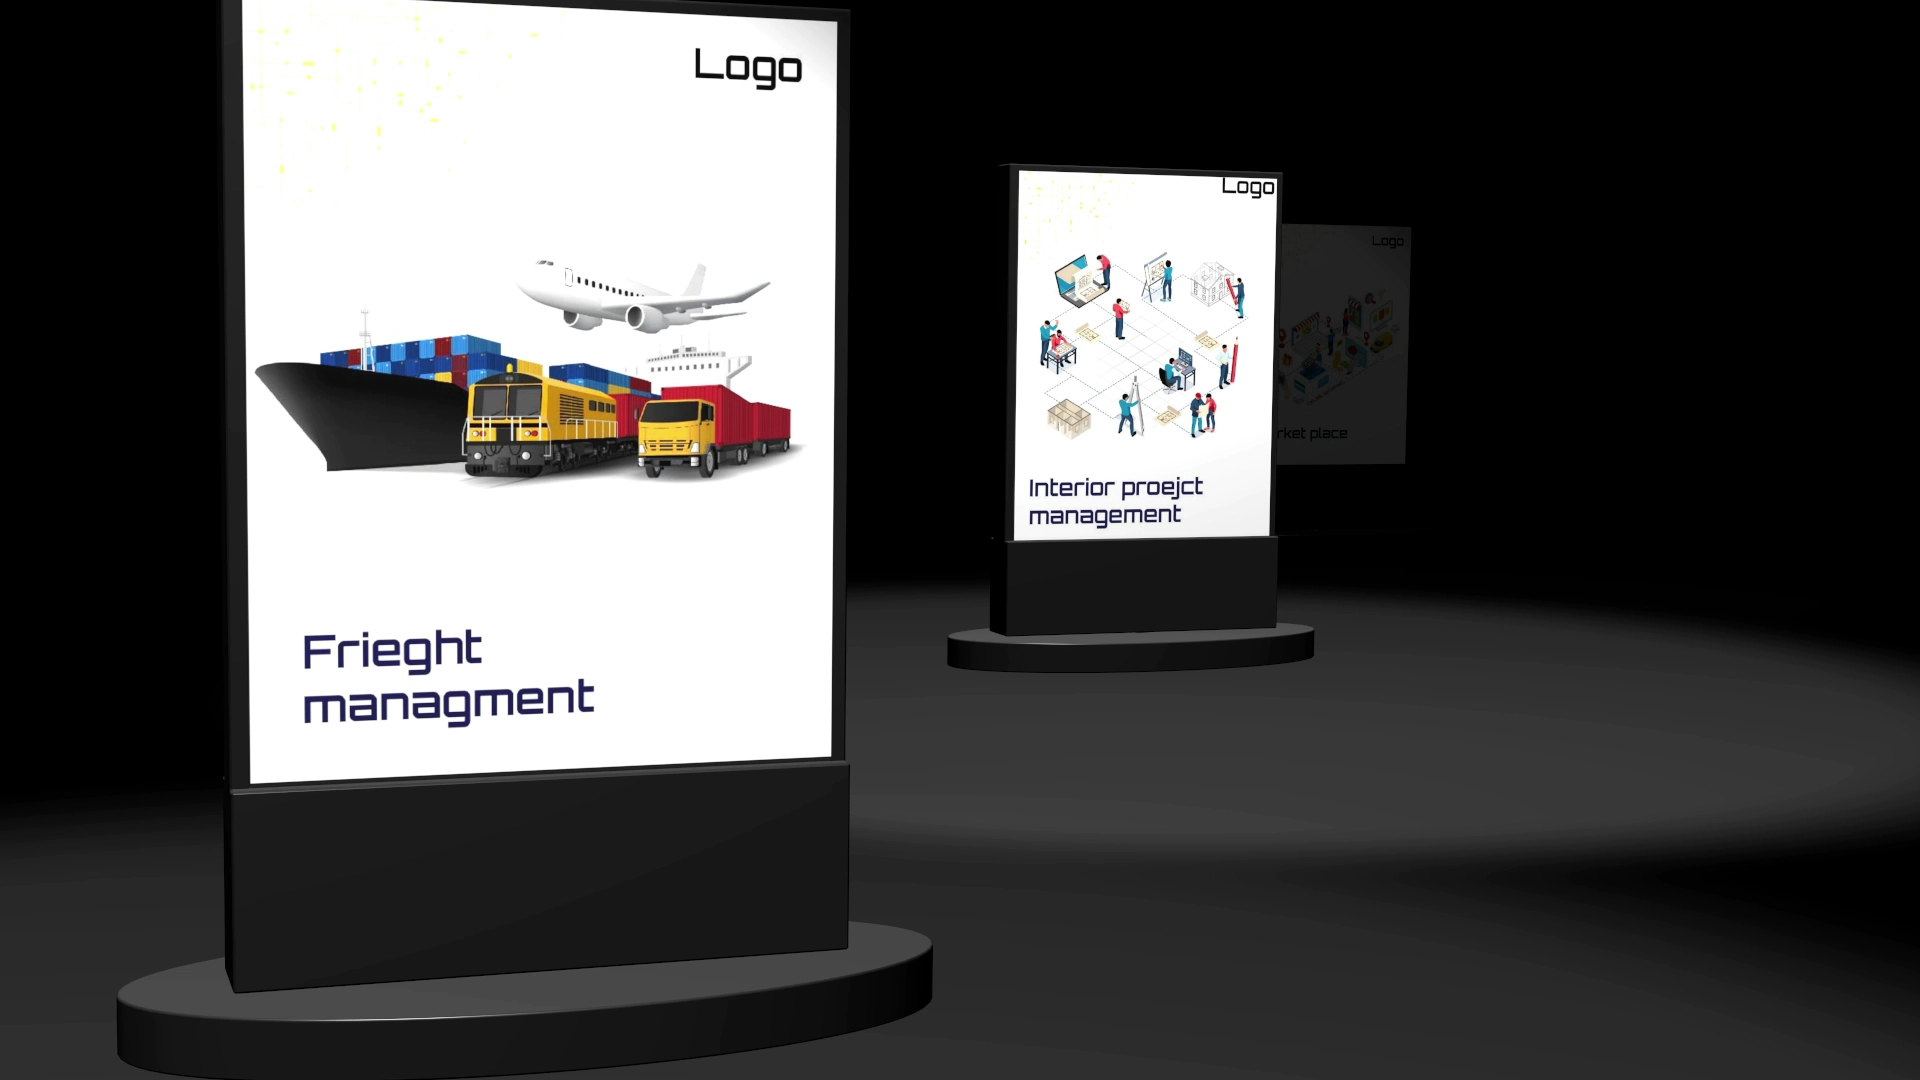 Logo
Frieght
managment
Logo
Interior proejct
management
Logo
rket place